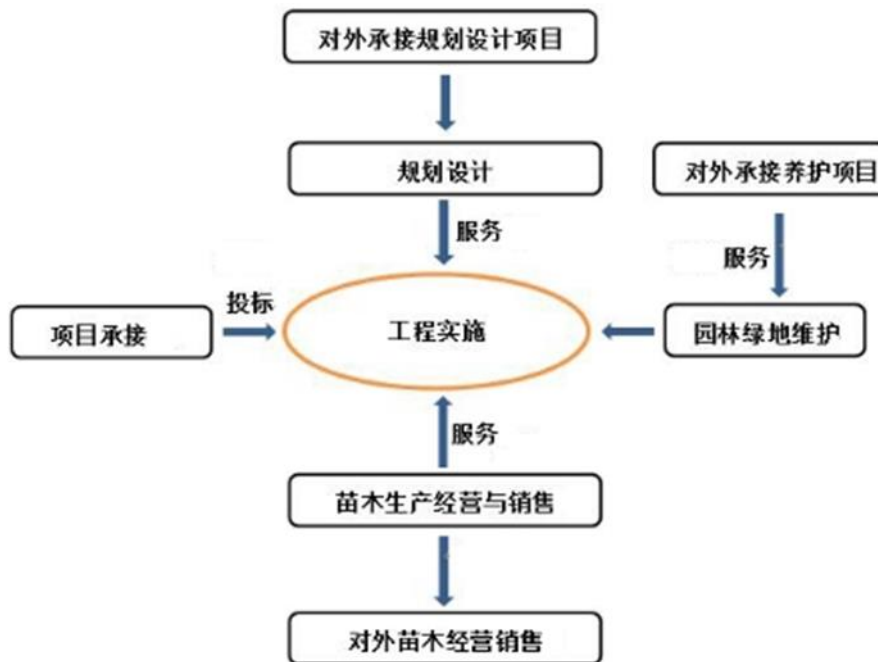 对外承接规划设计项目
规划设计
对外承接养护项目
服务
服务
投标
项目承接
工程实施
园林绿地维护
服务
苗木生产经营与销售
对外苗木经营销售